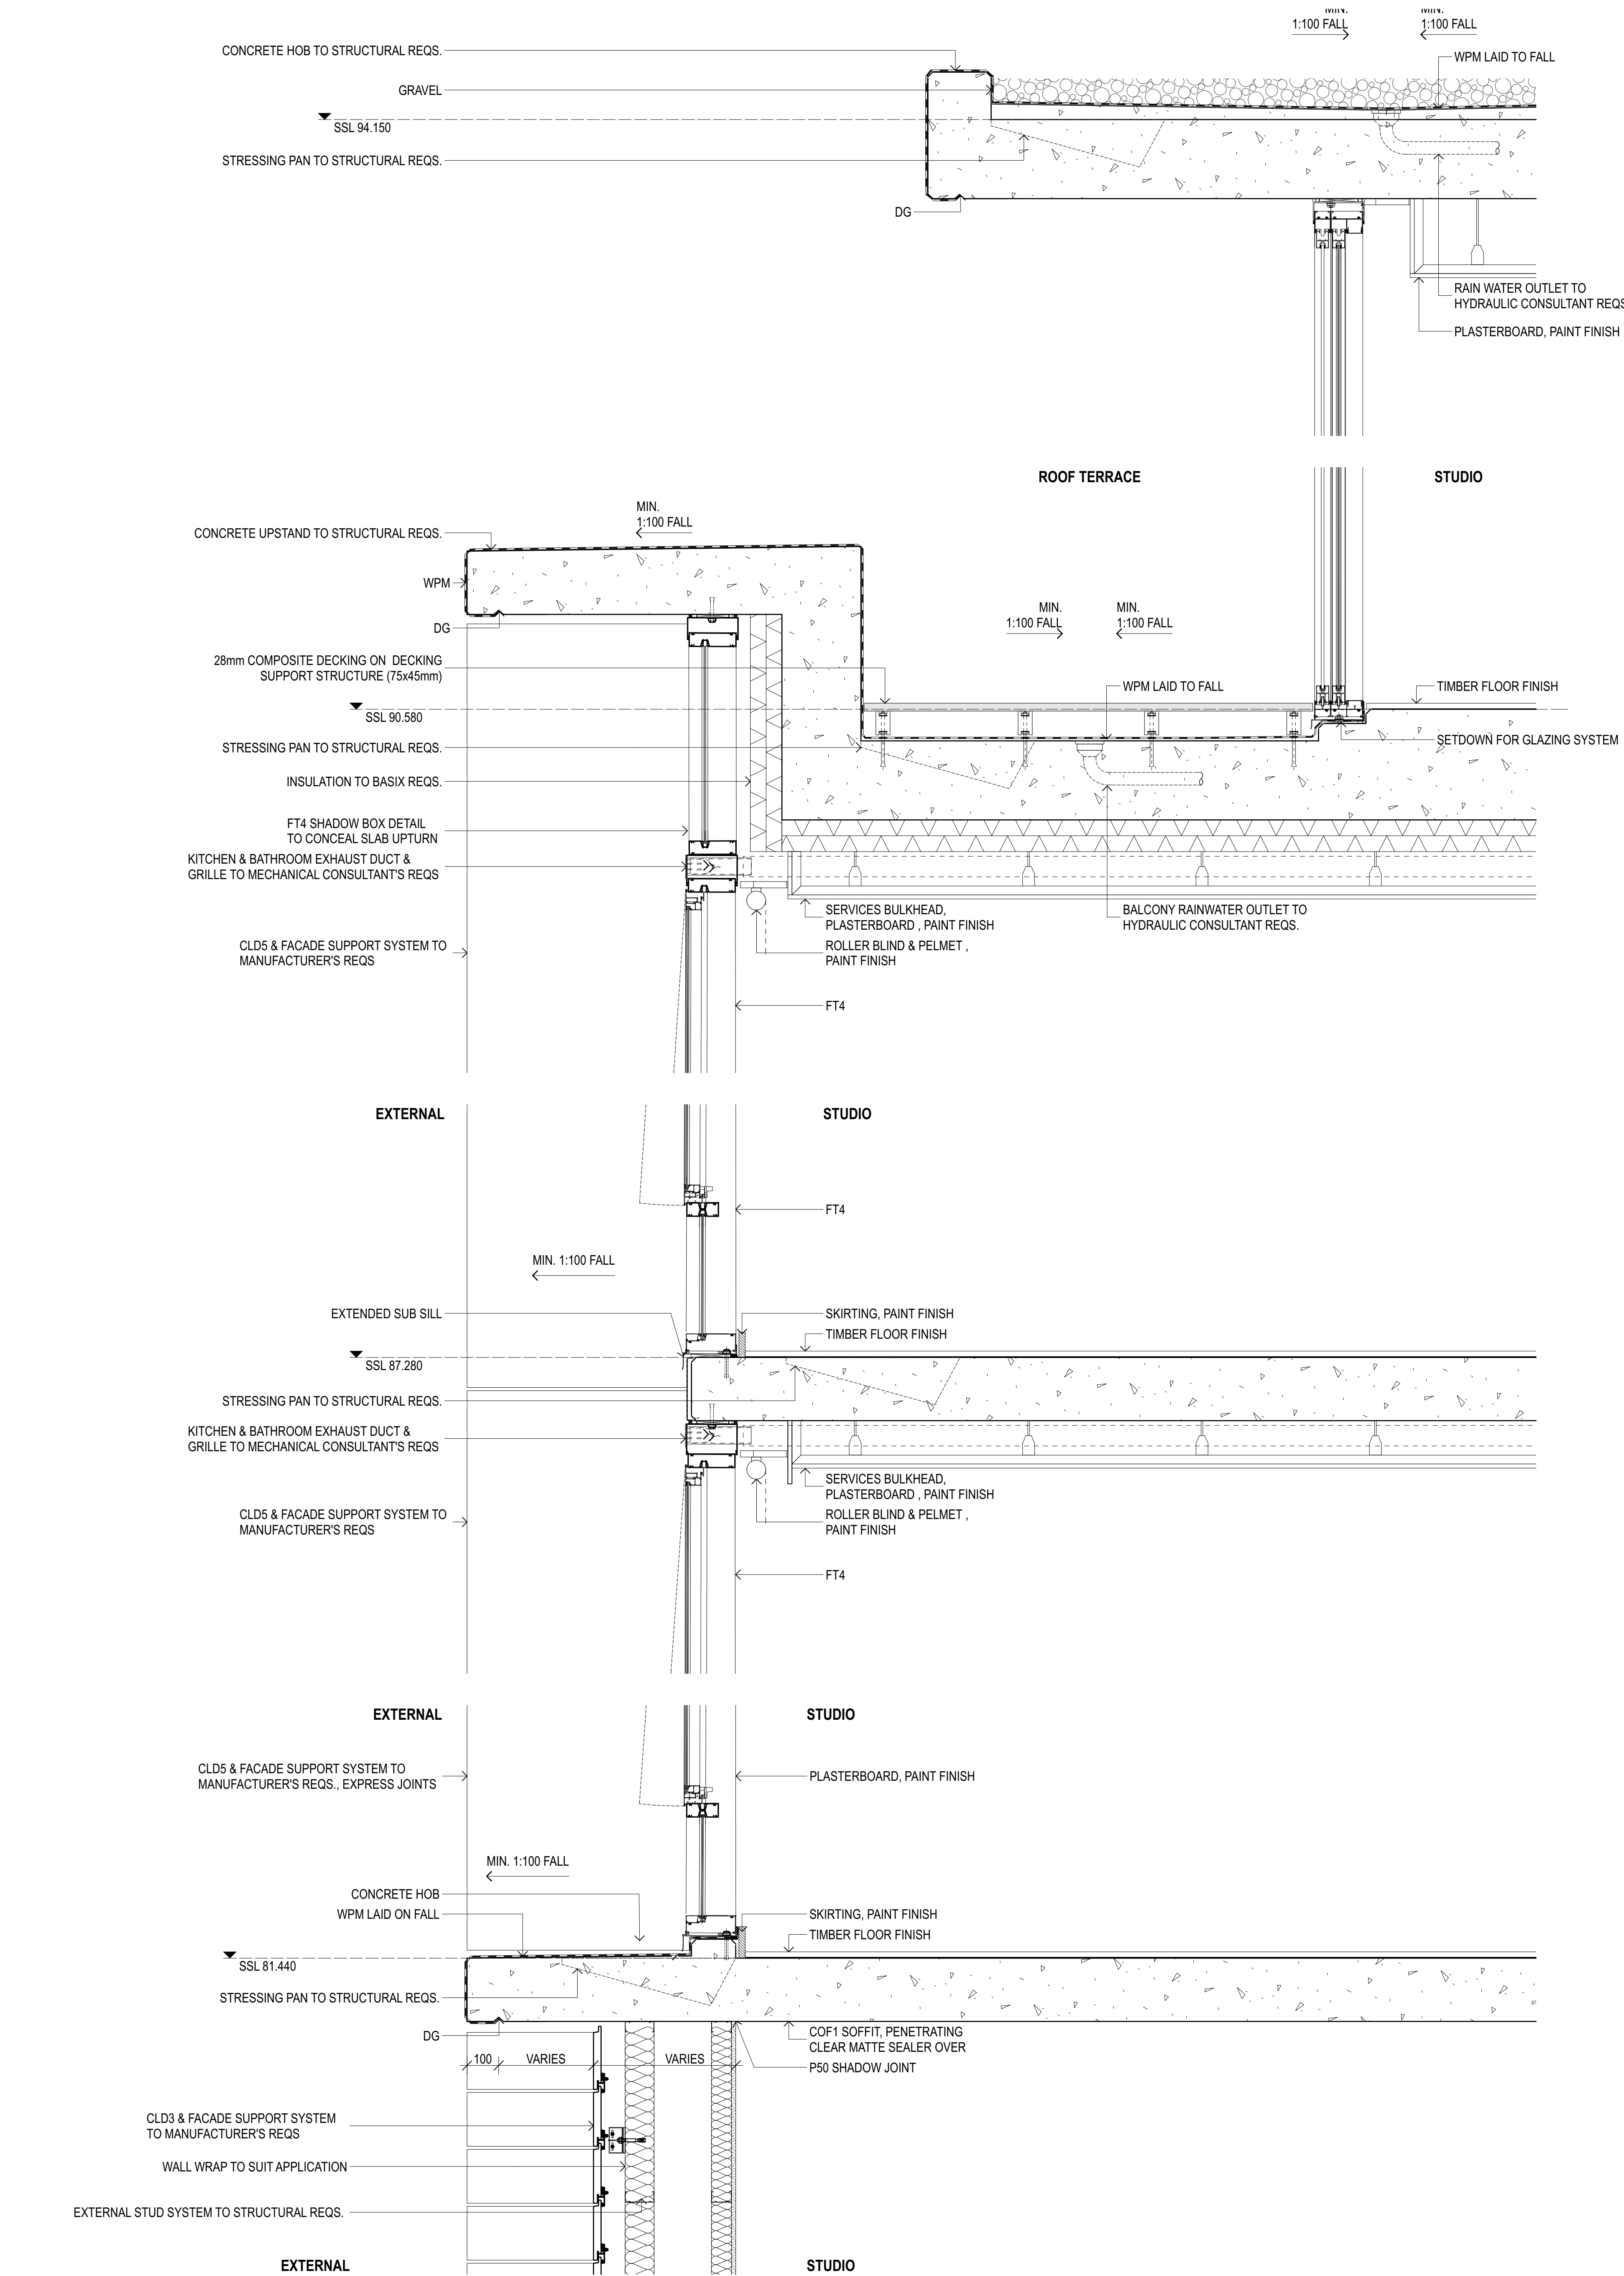 MIN.
1:100 FALL
MIN.
1:100 FALL
CONCRETE HOB TO STRUCTURAL REQS.
WPM LAID TO FALL
GRAVEL
SSL 94.150
STRESSING PAN TO STRUCTURAL REQS.
DG
RAIN WATER OUTLET TO
HYDRAULIC CONSULTANT REQS
PLASTERBOARD, PAINT FINISH
ROOF TERRACE
STUDIO
MIN.
1:100 FALL
CONCRETE UPSTAND TO STRUCTURAL REQS.
WPM
MIN.
1:100 FALL
MIN.
1:100 FALL
DG
28mm COMPOSITE DECKING ON DECKING
SUPPORT STRUCTURE (75x45mm)
WPM LAID TO FALL
TIMBER FLOOR FINISH
SSL 90.580
STRESSING PAN TO STRUCTURAL REQS.
SETDOWN FOR GLAZING SYSTEM
INSULATION TO BASIX REQS.
FT4 SHADOW BOX DETAIL
TO CONCEAL SLAB UPTURN
KITCHEN & BATHROOM EXHAUST DUCT &
GRILLE TO MECHANICAL CONSULTANT'S REQS
SERVICES BULKHEAD,
PLASTERBOARD , PAINT FINISH
BALCONY RAINWATER OUTLET TO
HYDRAULIC CONSULTANT REQS.
CLD5 & FACADE SUPPORT SYSTEM TO
MANUFACTURER'S REQS
ROLLER BLIND & PELMET ,
PAINT FINISH
FT4
EXTERNAL
STUDIO
FT4
MIN. 1:100 FALL
EXTENDED SUB SILL
SKIRTING, PAINT FINISH
TIMBER FLOOR FINISH
SSL 87.280
STRESSING PAN TO STRUCTURAL REQS.
KITCHEN & BATHROOM EXHAUST DUCT &
GRILLE TO MECHANICAL CONSULTANT'S REQS
SERVICES BULKHEAD,
PLASTERBOARD , PAINT FINISH
CLD5 & FACADE SUPPORT SYSTEM TO
MANUFACTURER'S REQS
ROLLER BLIND & PELMET ,
PAINT FINISH
FT4
EXTERNAL
STUDIO
CLD5 & FACADE SUPPORT SYSTEM TO
MANUFACTURER'S REQS., EXPRESS JOINTS
PLASTERBOARD, PAINT FINISH
MIN. 1:100 FALL
CONCRETE HOB
WPM LAID ON FALL
SKIRTING, PAINT FINISH
TIMBER FLOOR FINISH
SSL 81.440
STRESSING PAN TO STRUCTURAL REQS.
DG
COF1 SOFFIT, PENETRATING
CLEAR MATTE SEALER OVER
100
VARIES
VARIES
P50 SHADOW JOINT
CLD3 & FACADE SUPPORT SYSTEM
TO MANUFACTURER'S REQS
WALL WRAP TO SUIT APPLICATION
EXTERNAL STUD SYSTEM TO STRUCTURAL REQS.
EXTERNAL
STUDIO